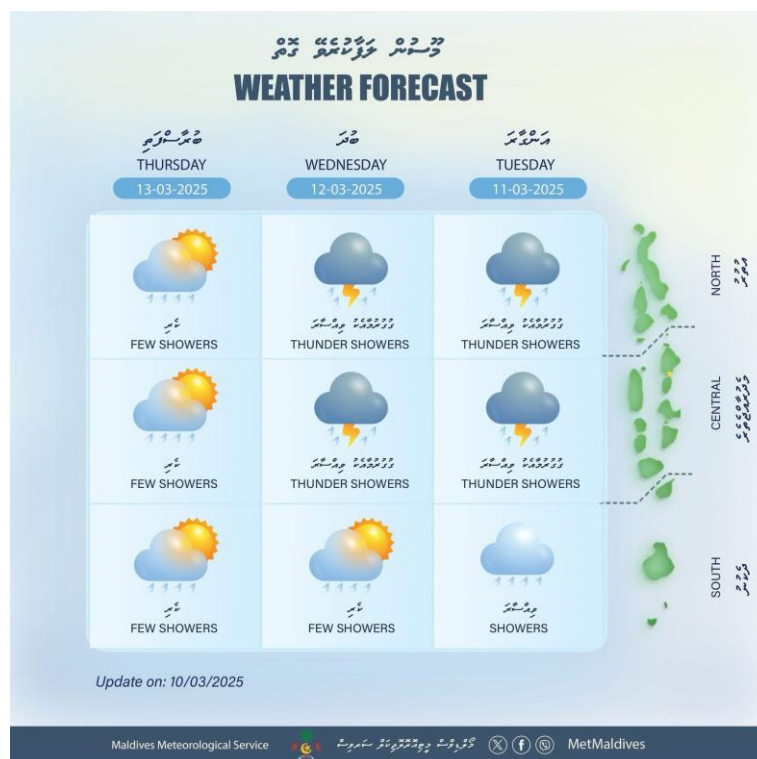 މޫސުން ލަފާކުރެވޭ ގޮތް
WEATHER FORECAST
ބުރާސްފަތި
THURSDAY
13-03-2025
ބުދަ
WEDNESDAY
12-03-2025
އަންގާރަ
TUESDAY
11-03-2025
ކެރި
FEW SHOWERS
ގުގުރުމާއެކު ވިއްސާރަ
THUNDER SHOWERS
ގުގުރުމާއެކު ވިއްސާރަ
THUNDER SHOWERS
NORTH
އުތުރު
ކެރި
FEW SHOWERS
ގުގުރުމާއެކު ވިއްސާރަ
THUNDER SHOWERS
ގުގުރުމާއެކު ވިއްސާރަ
THUNDER SHOWERS
CENTRAL
ކެރި
FEW SHOWERS
ކެރި
FEW SHOWERS
ވިއްސާރަ
SHOWERS
SOUTH
ދެކުނު
Update on: 10/03/2025
Maldives Meteorological Service
މޯލްޑިވްސް މީޓިއޮރޮލޮޖިކަލް ސަރވިސް
MetMaldives